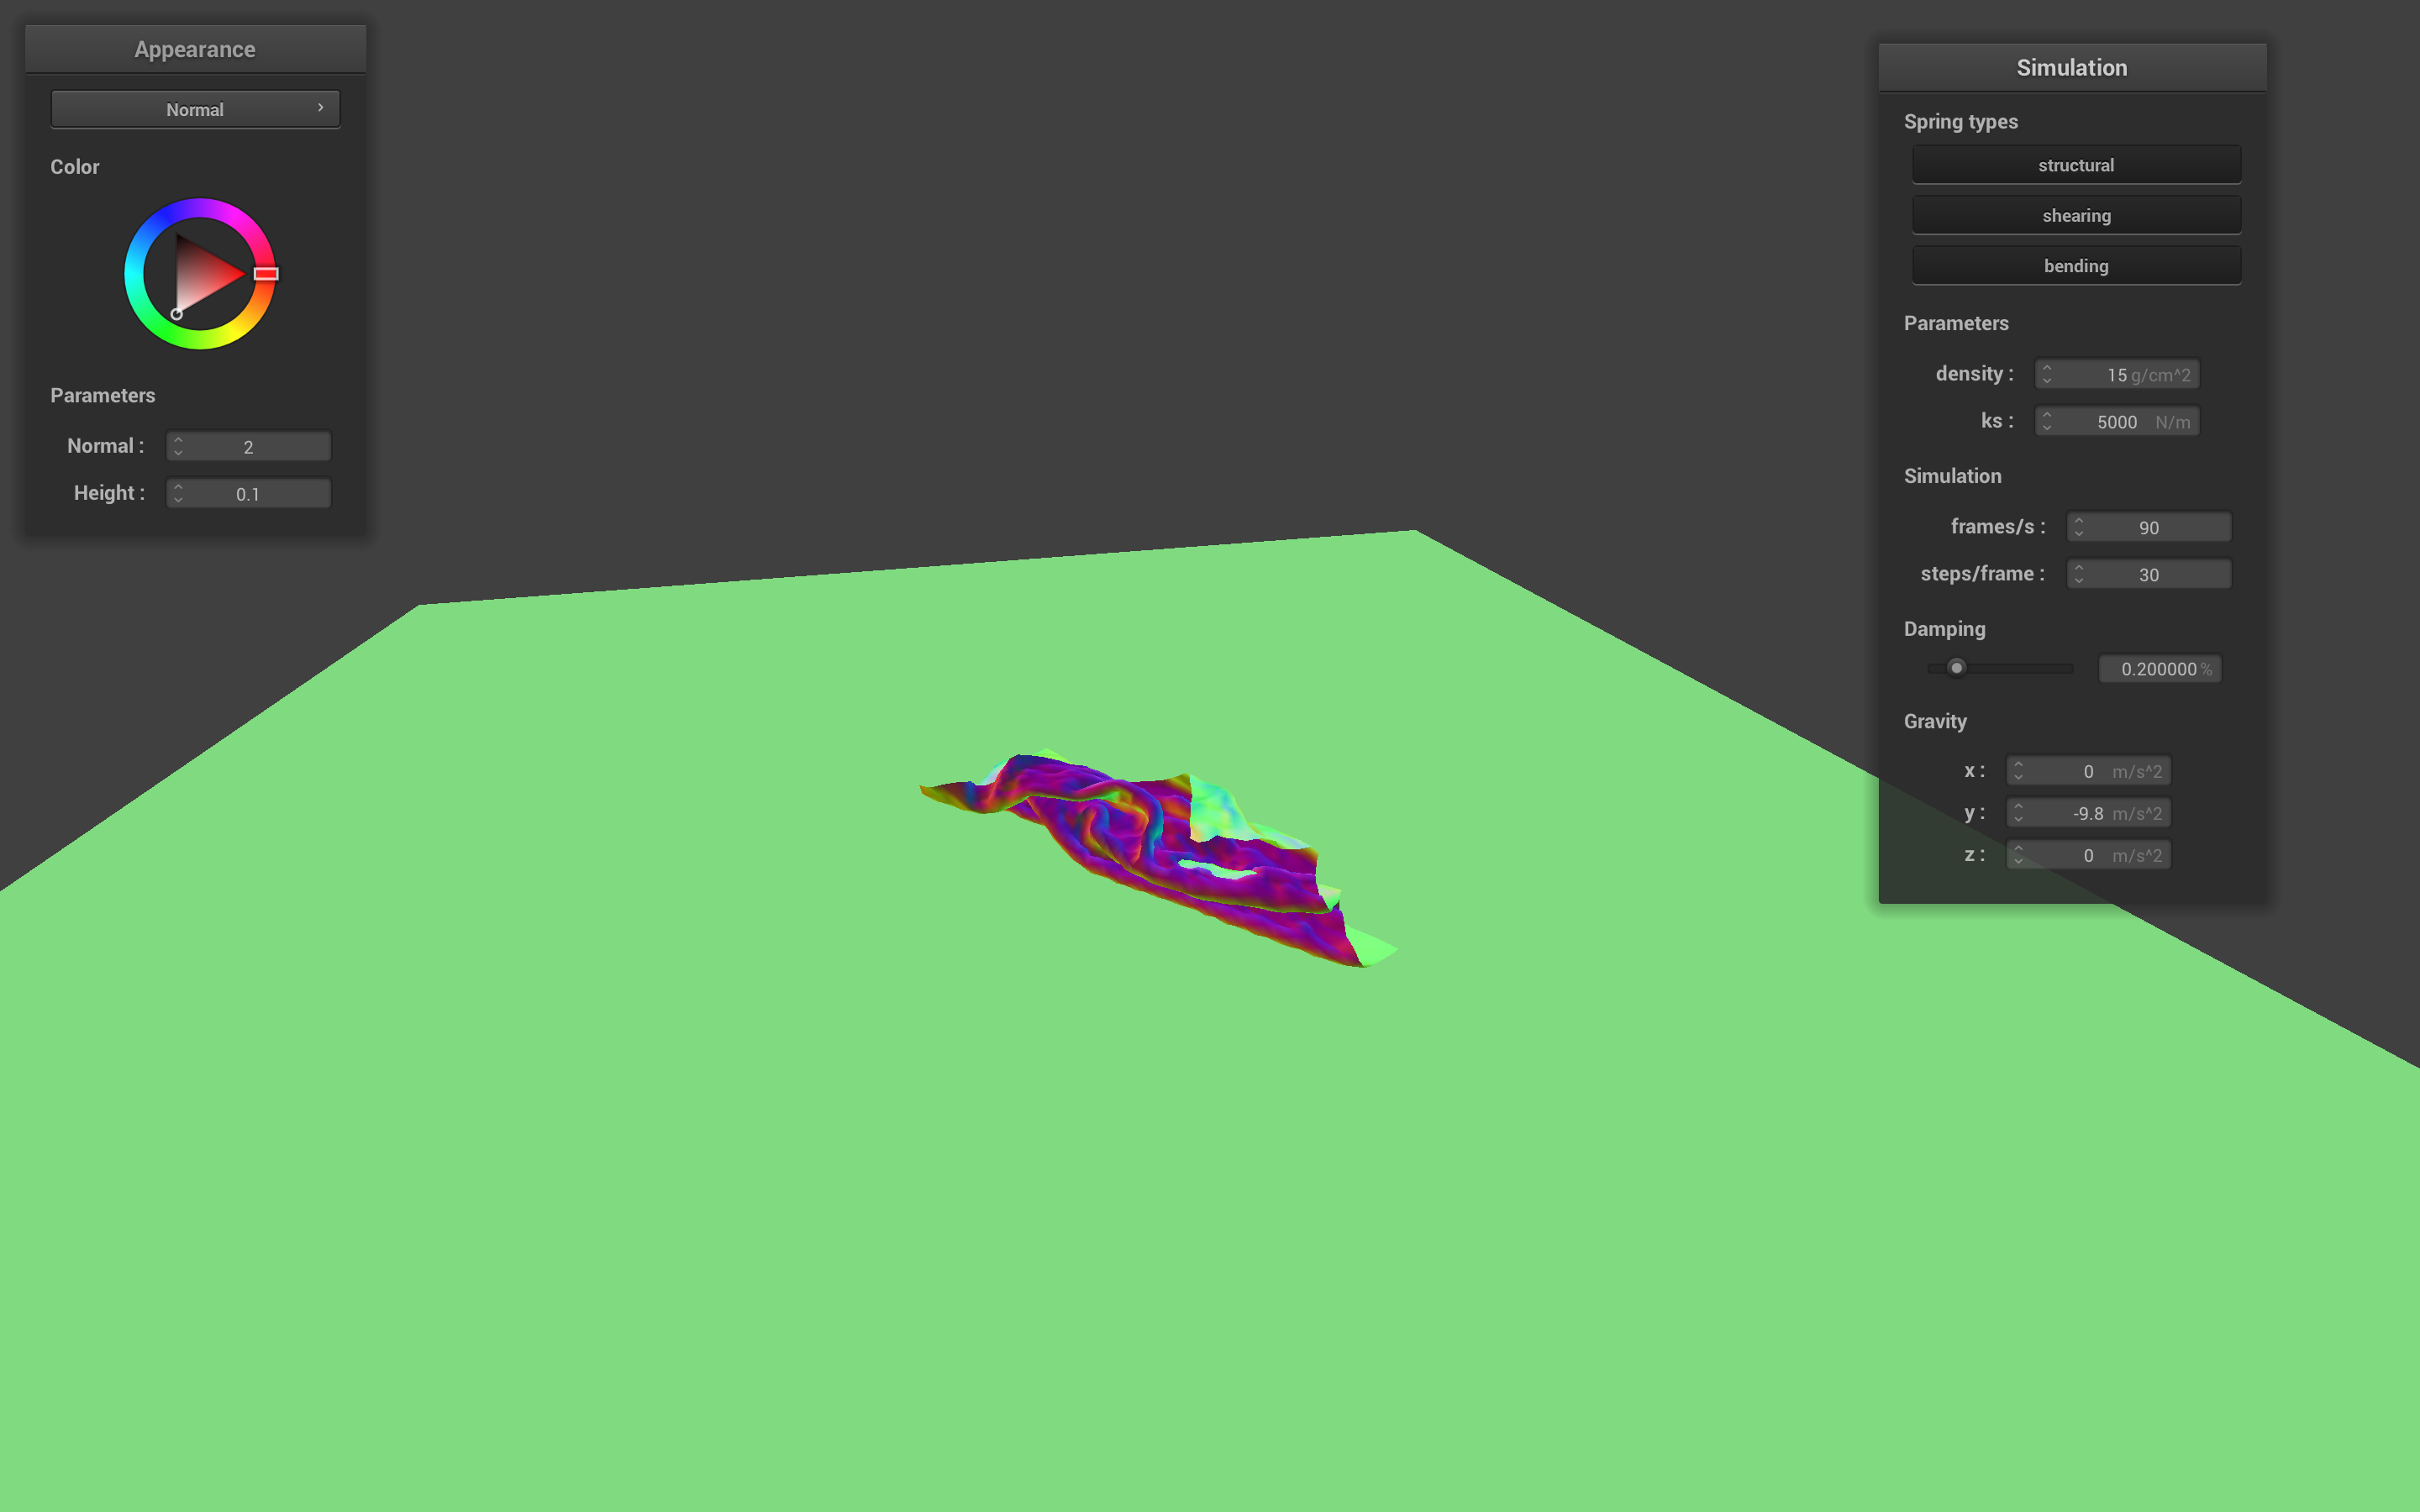 Appearance
Normal
Color
Parameters
Normal : 2
Height : 0.1
Simulation
Spring types
structural
shearing
bending
Parameters
density : 15 g/cm^2
ks : 5000 N/m
Simulation
frames/s : 90
steps/frame : 30
Damping
0.200000 %
Gravity
x : 0 m/s^2
y : -9.8 m/s^2
z : 0 m/s^2